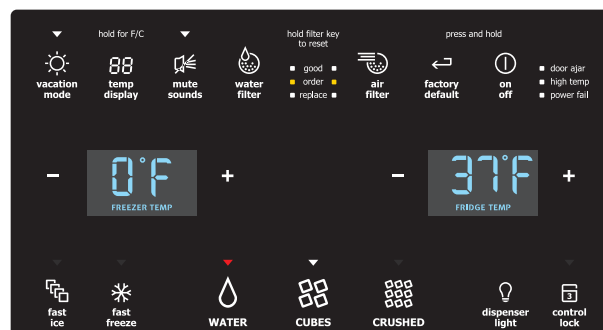 hold for F/C
hold filter key
to reset
press and hold
88
vacation
mode
temp
display
mute
sounds
water
filter
good
order
replace
air
filter
factory
default
on
off
door ajar
high temp
power fail
-
0°F
FREEZER TEMP
+
-
37°F
FRIDGE TEMP
+
fast
ice
fast
freeze
WATER
CUBES
CRUSHED
dispenser
light
3
control
lock